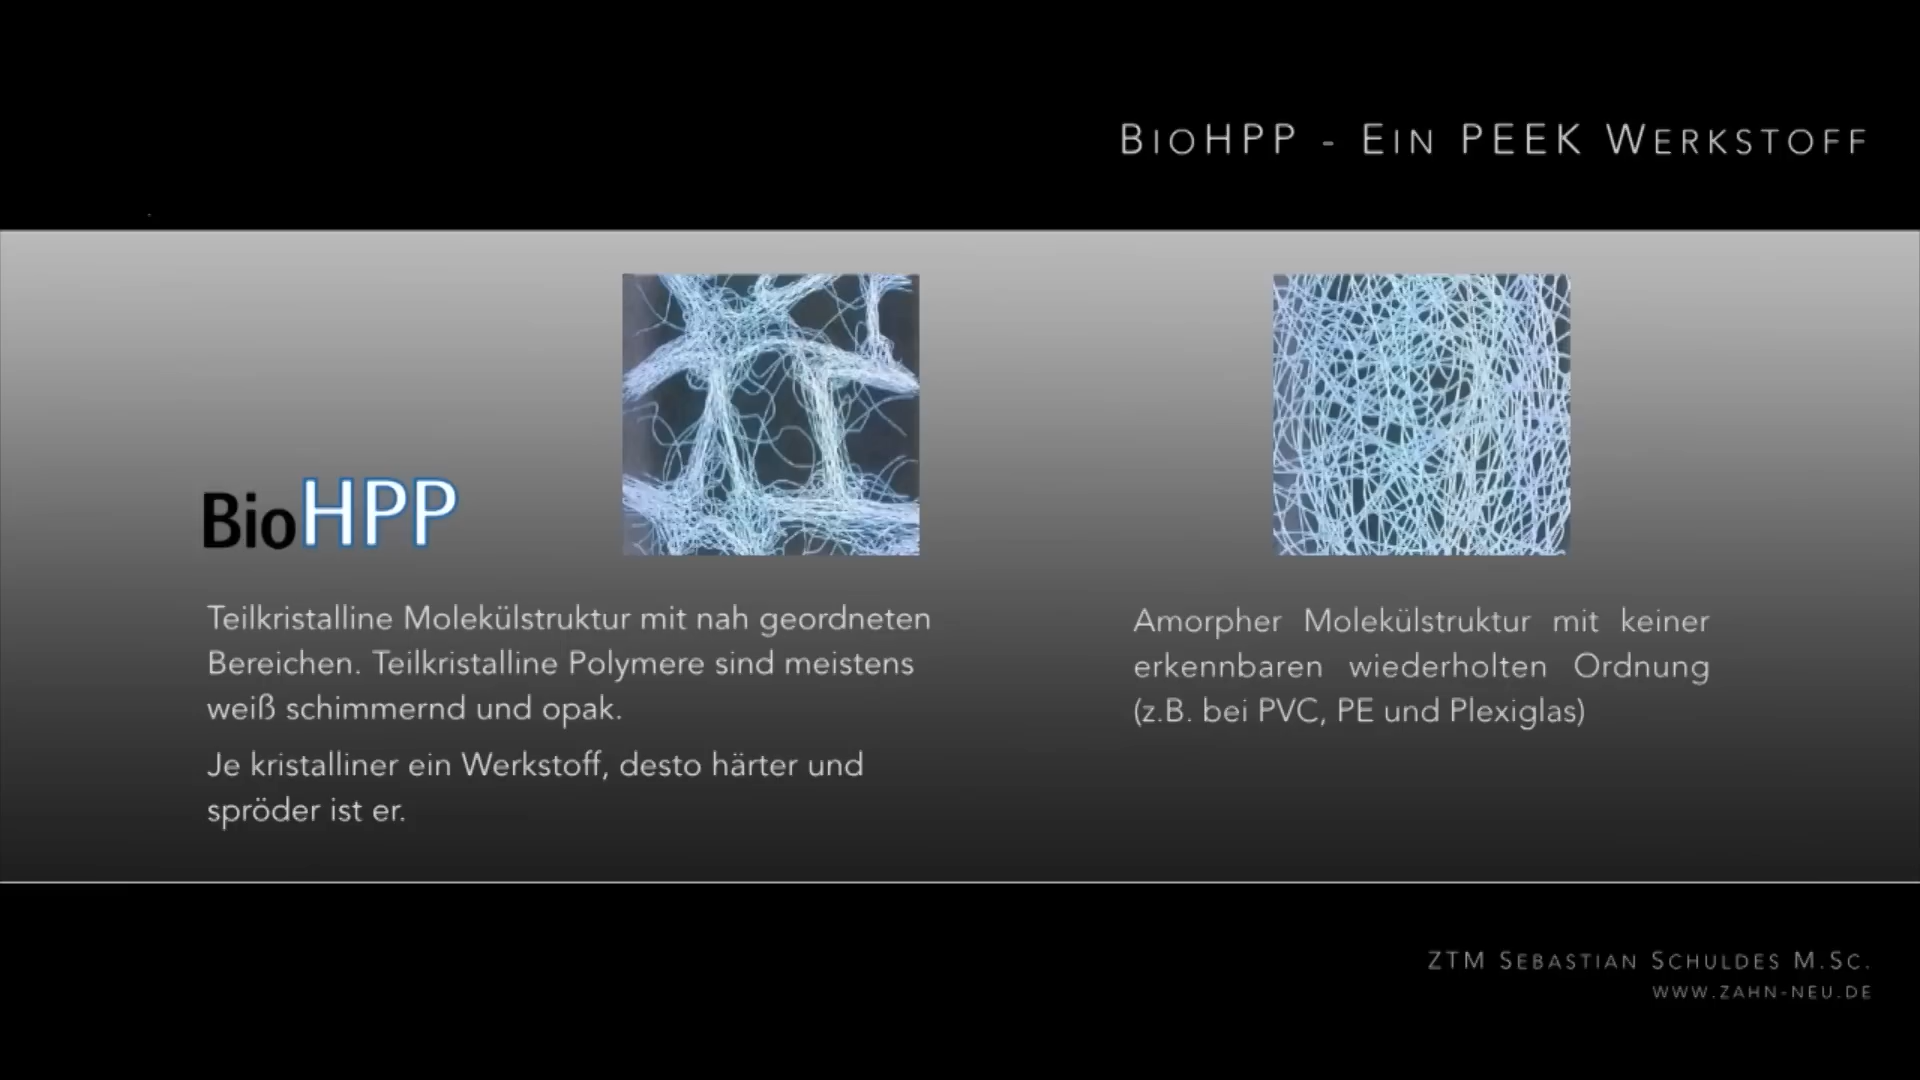 BioHPP - Ein PEEK Werkstoff
BioHPP
Teilkristalline Molekülstruktur mit nah geordneten
Bereichen. Teilkristalline Polymere sind meistens
weiß schimmernd und opak.
Je kristalliner ein Werkstoff, desto härter und
spröder ist er.
Amorpher Molekülstruktur mit keiner
erkennbaren wiederholten Ordnung
(z.B. bei PVC, PE und Plexiglas)
ZTM Sebastian Schuldes M.Sc.
www.zahn-neu.de